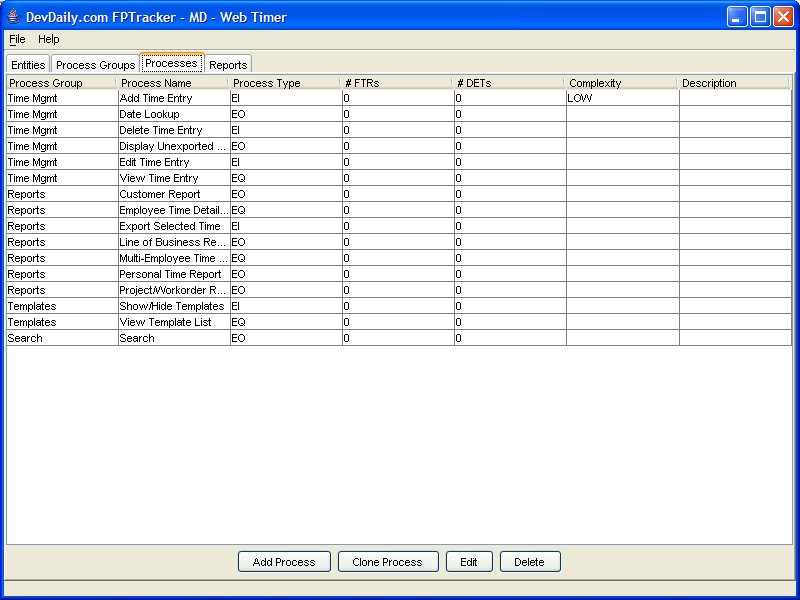 DevDaily.com FPTracker - MD - Web Timer
File Help
Entities Process Groups Processes Reports
Process Group Process Name Process Type # FTRs # DETs Complexity Description
Time Mgmt Add Time Entry EI 0 0 LOW
Time Mgmt Date Lookup EO 0 0
Time Mgmt Delete Time Entry EI 0 0
Time Mgmt Display Unexported ... EO 0 0
Time Mgmt Edit Time Entry EI 0 0
Time Mgmt View Time Entry EQ 0 0
Reports Customer Report EO 0 0
Reports Employee Time Detail... EQ 0 0
Reports Export Selected Time EI 0 0
Reports Line of Business Re... EO 0 0
Reports Multi-Employee Time ... EQ 0 0
Reports Personal Time Report EO 0 0
Reports Project/Workorder R... EO 0 0
Templates Show/Hide Templates EI 0 0
Templates View Template List EQ 0 0
Search Search EO 0 0
Add Process Clone Process Edit Delete